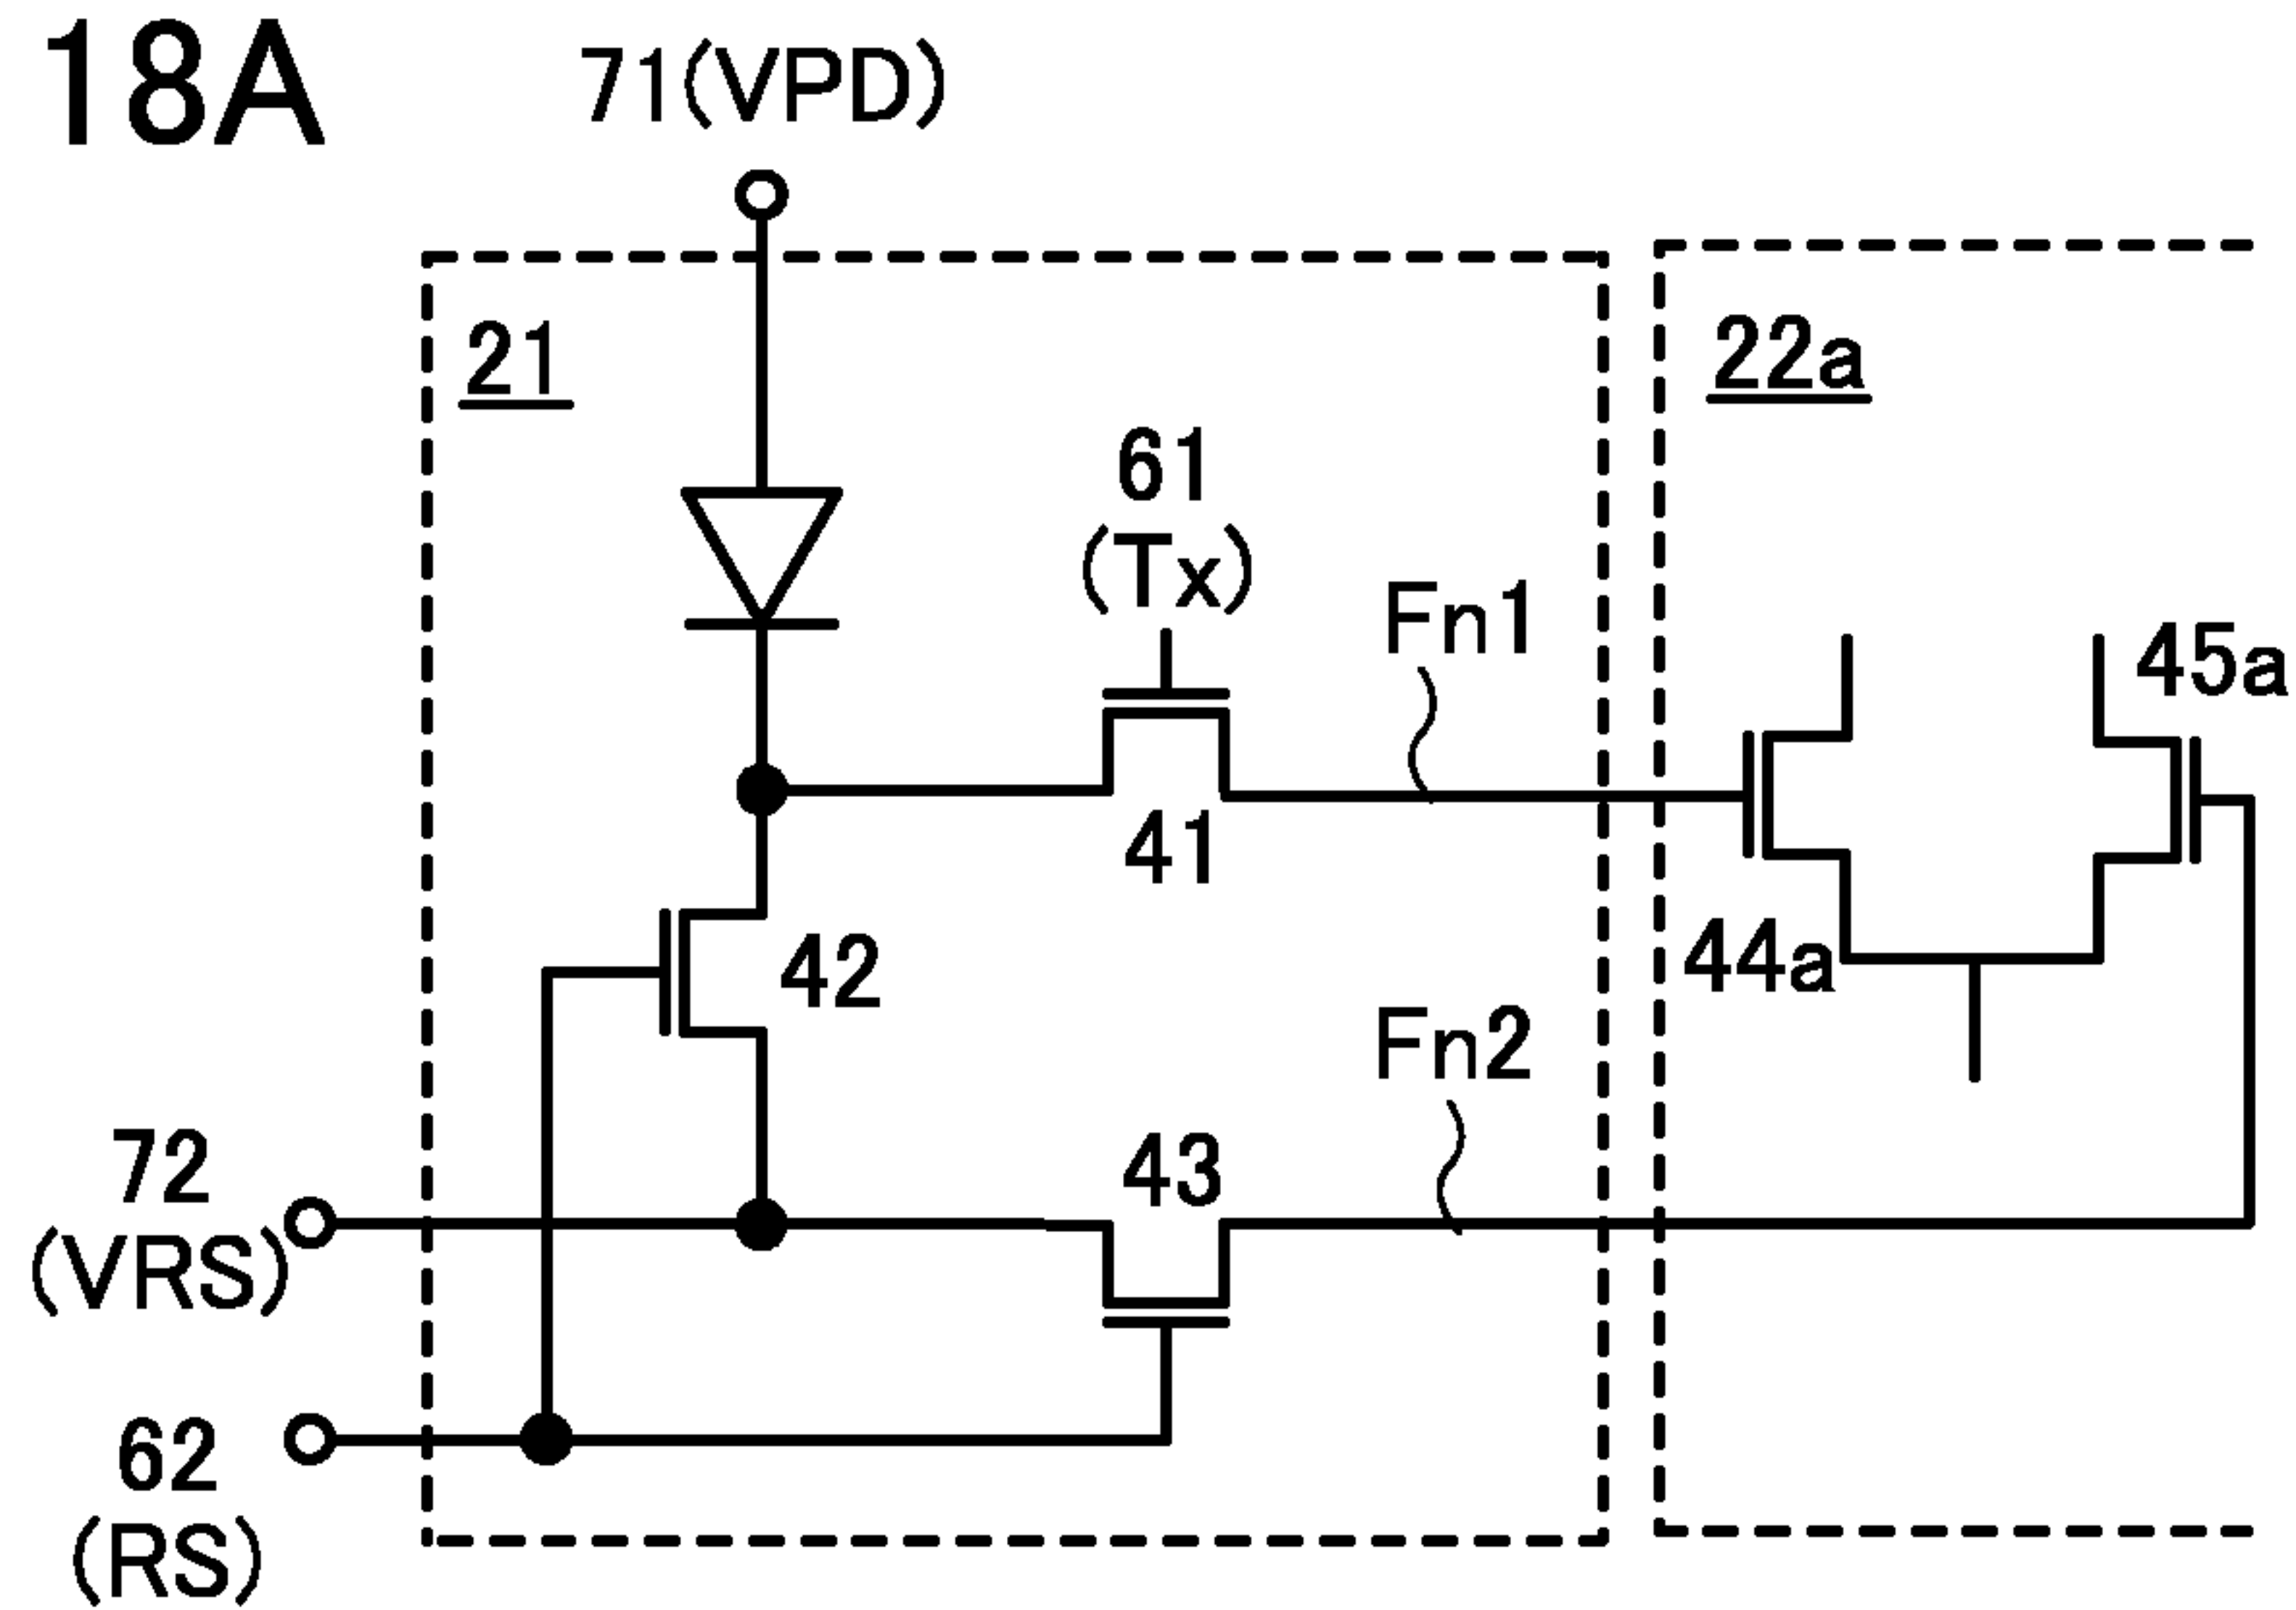 18A
71(VPD)
21
22a
61
(Tx)
Fn1
45a
41
42
44a
Fn2
72
(VRS)
43
62
(RS)